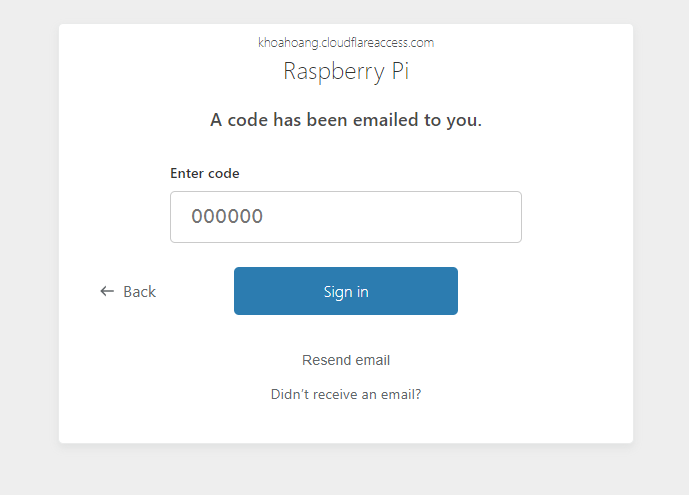 khoahoang.cloudflareaccess.com
Raspberry Pi
A code has been emailed to you.
Enter code
000000
← Back
Sign in
Resend email
Didn't receive an email?